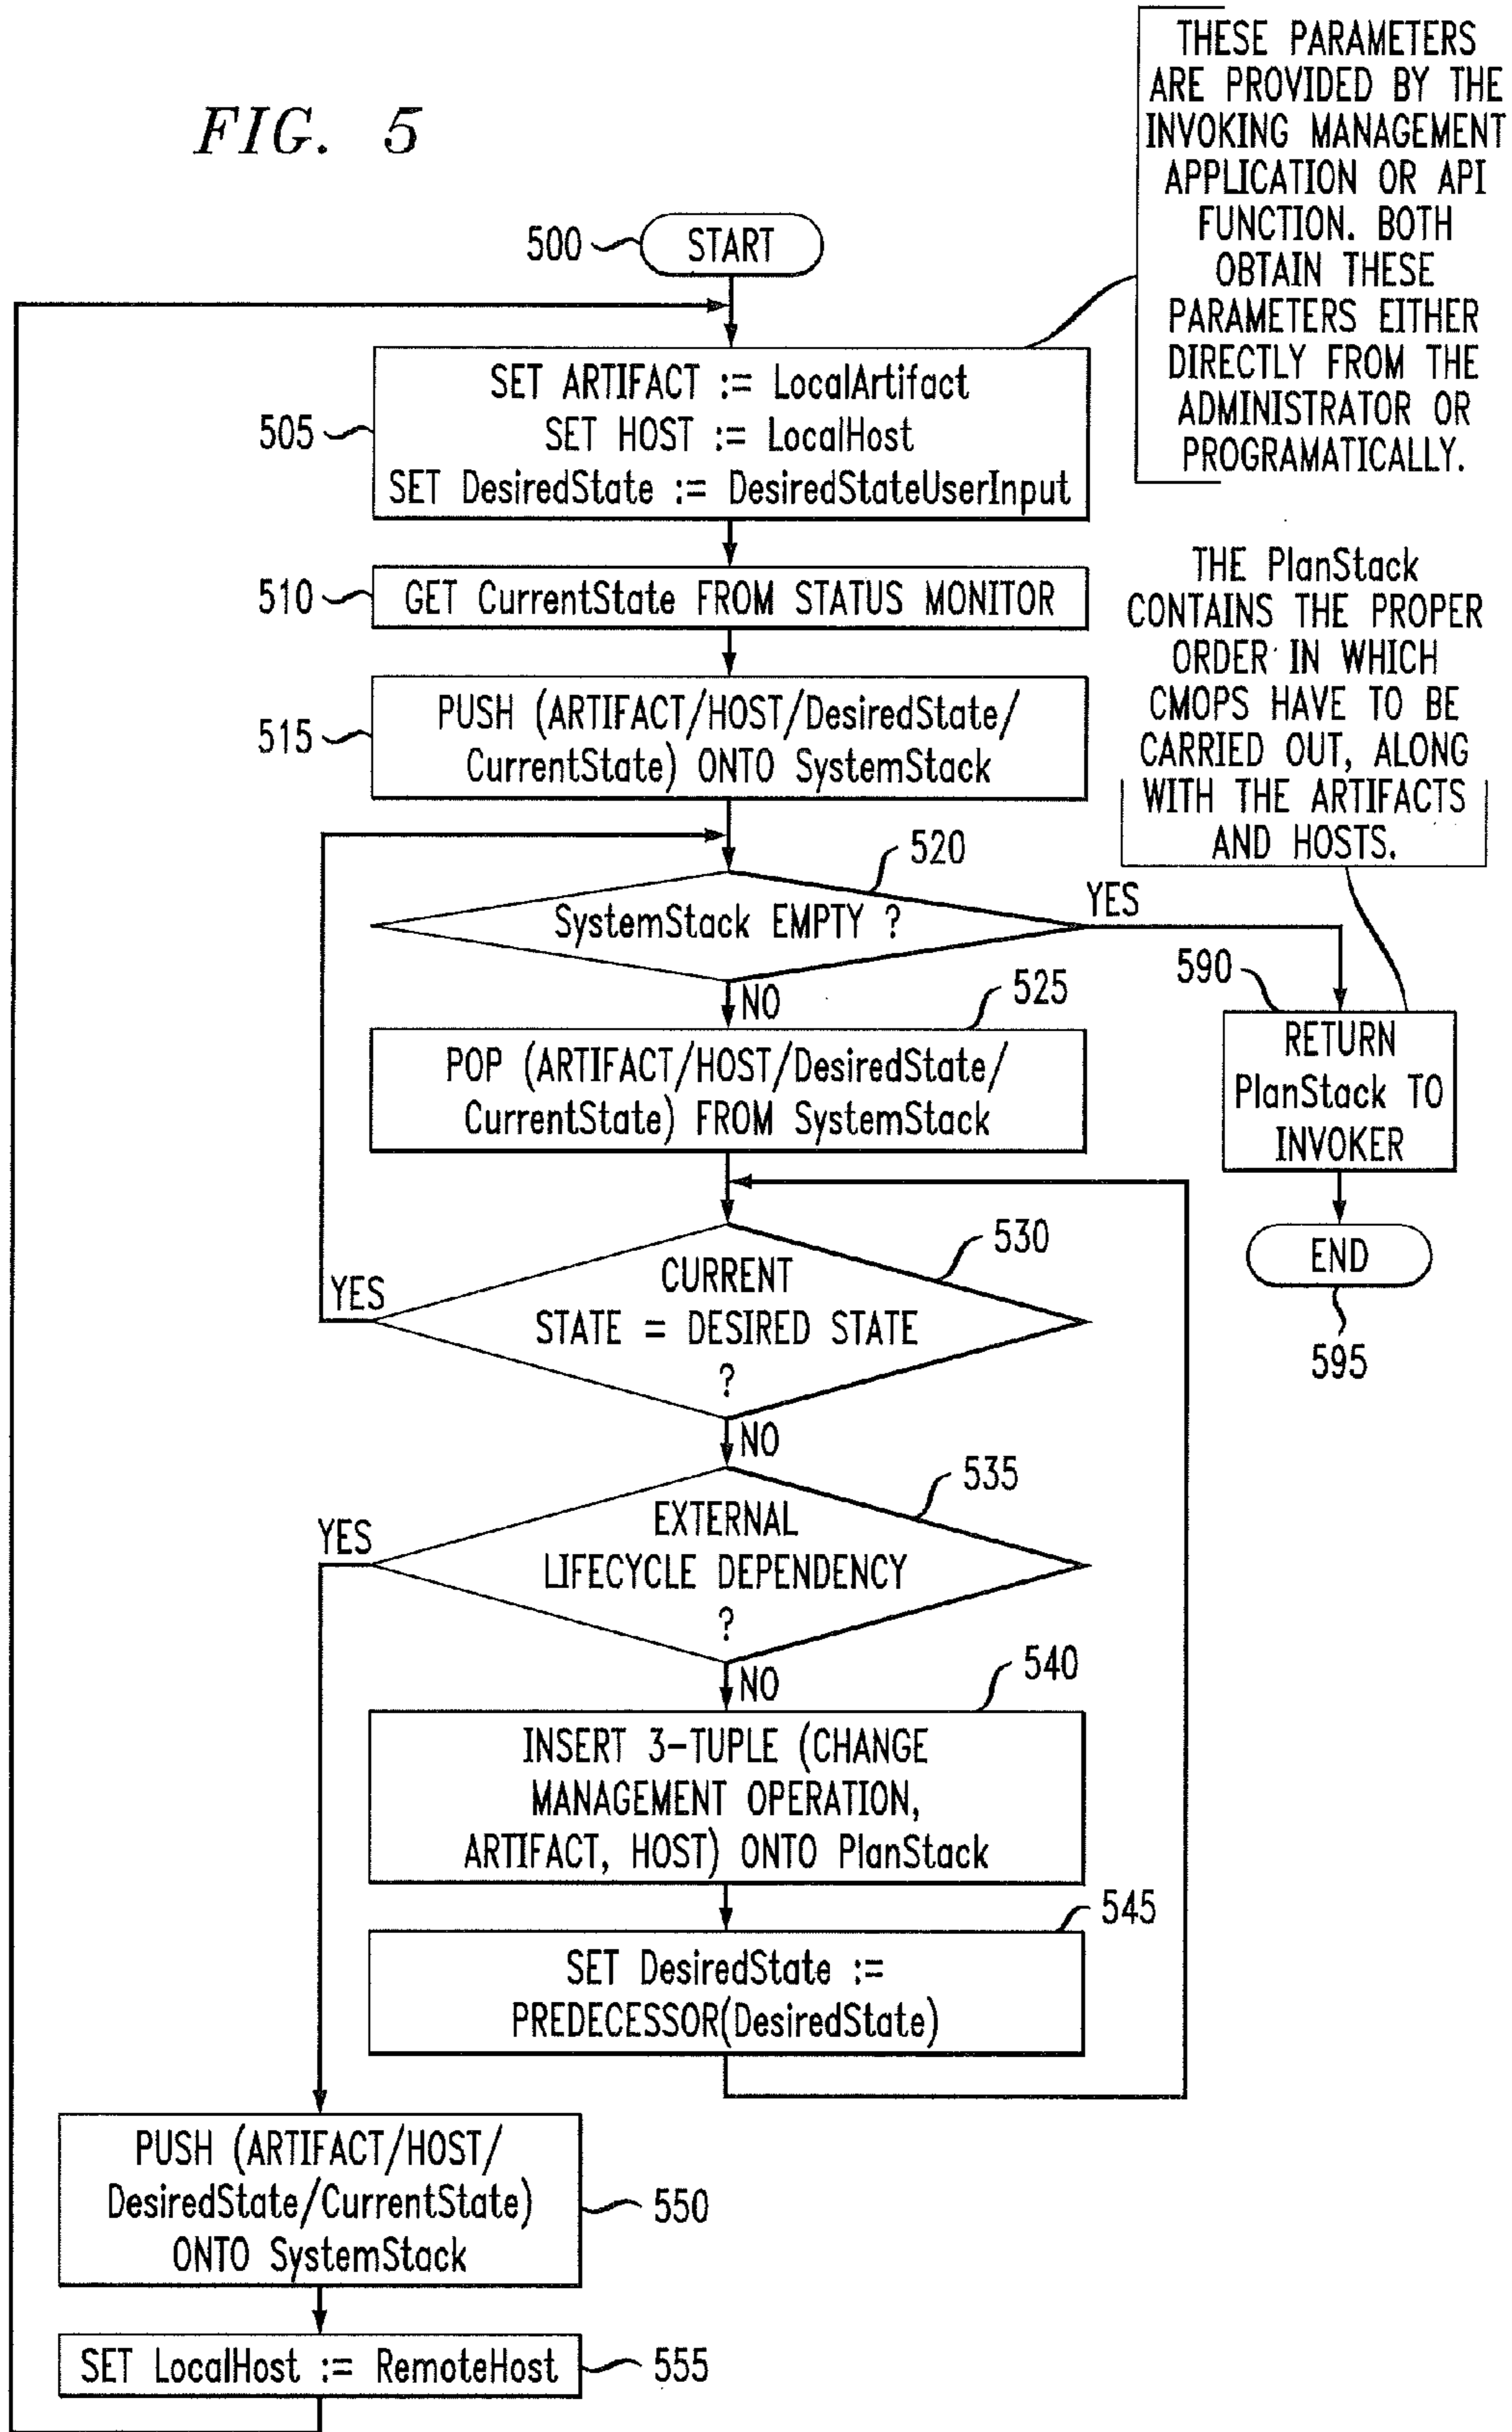 FIG. 5
THESE PARAMETERS
ARE PROVIDED BY THE
INVOKING MANAGEMENT
APPLICATION OR API
FUNCTION. BOTH
OBTAIN THESE
PARAMETERS EITHER
DIRECTLY FROM THE
ADMINISTRATOR OR
PROGRAMATICALLY.
500
START
505
SET ARTIFACT := LocalArtifact
SET HOST := LocalHost
SET DesiredState := DesiredStateUserInput
510
GET CurrentState FROM STATUS MONITOR
515
PUSH (ARTIFACT/HOST/DesiredState/
CurrentState) ONTO SystemStack
THE PlanStack
CONTAINS THE PROPER
ORDER IN WHICH
CMOPS HAVE TO BE
CARRIED OUT, ALONG
WITH THE ARTIFACTS
AND HOSTS.
520
SystemStack EMPTY ?
YES
NO
525
POP (ARTIFACT/HOST/DesiredState/
CurrentState) FROM SystemStack
590
RETURN
PlanStack TO
INVOKER
END
595
530
CURRENT
STATE = DESIRED STATE
?
YES
NO
535
EXTERNAL
LIFECYCLE DEPENDENCY
?
YES
NO
540
INSERT 3-TUPLE (CHANGE
MANAGEMENT OPERATION,
ARTIFACT, HOST) ONTO PlanStack
545
SET DesiredState :=
PREDECESSOR(DesiredState)
PUSH (ARTIFACT/HOST/
DesiredState/CurrentState)
ONTO SystemStack
550
SET LocalHost := RemoteHost
555